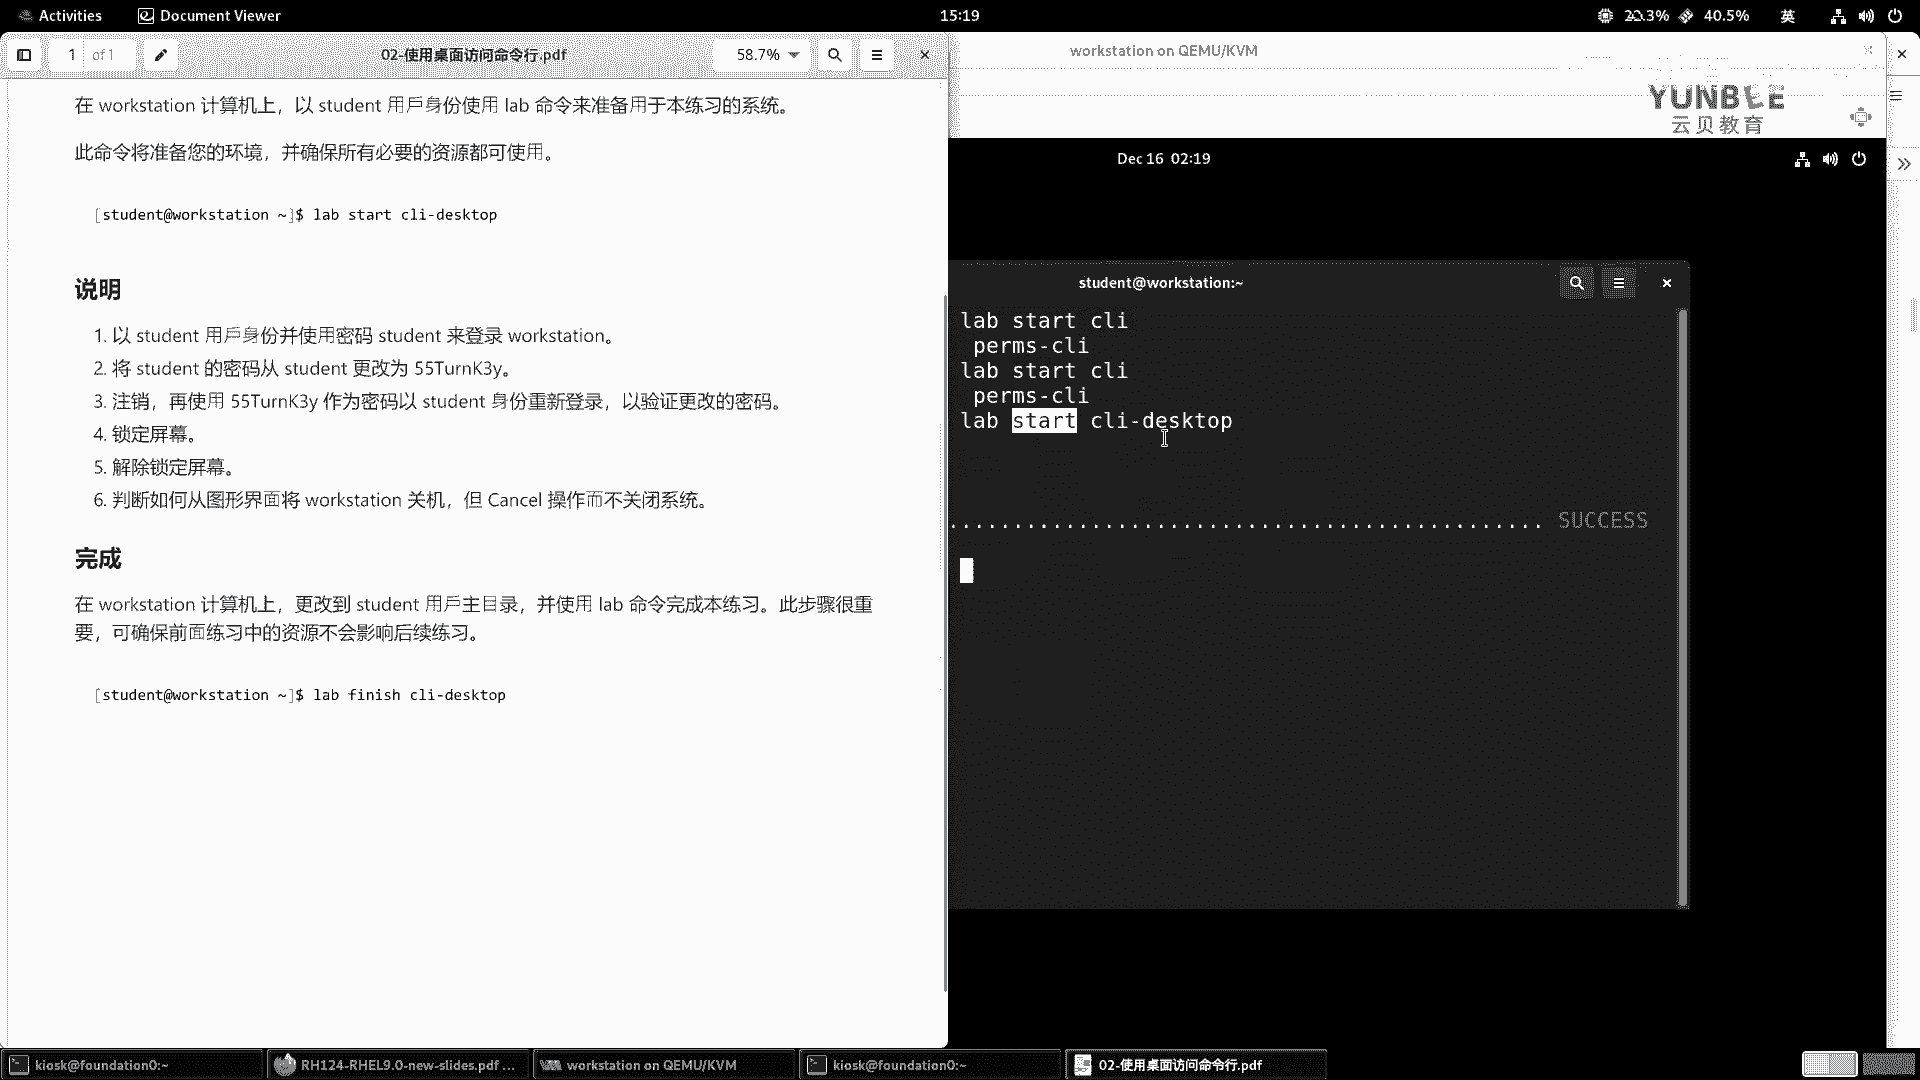 Activities
Document Viewer
15:19
40.5%
英
1 of 1
02-使用桌面访问命令行.pdf
58.7%
在 workstation 计算机上，以 student 用戶身份使用 lab 命令来准备用于本练习的系统。
此命令将准备您的环境，并确保所有必要的资源都可使用。
[student@workstation ~]$ lab start cli-desktop
说明
1. 以 student 用戶身份并使用密码 student 来登录 workstation。
2. 将 student 的密码从 student 更改为 55TurnK3y。
3. 注销，再使用 55TurnK3y 作为密码以 student 身份重新登录，以验证更改的密码。
4. 锁定屏幕。
5. 解除锁定屏幕。
6. 判断如何从图形界面将 workstation 关机，但 Cancel 操作而不关闭系统。
完成
在 workstation 计算机上，更改到 student 用戶主目录，并使用 lab 命令完成本练习。此步骤很重
要，可确保前面练习中的资源不会影响后续练习。
[student@workstation ~]$ lab finish cli-desktop
workstation on QEMU/KVM
YUNBEE
云贝教育
Dec 16 02:19
student@workstation:~
lab start cli
perms-cli
lab start cli
perms-cli
lab start cli-desktop
................................................ SUCCESS
kiosk@foundation0:~
RH124-RHEL9.0-new-slides.pdf ...
workstation on QEMU/KVM
kiosk@foundation0:~
02-使用桌面访问命令行.pdf